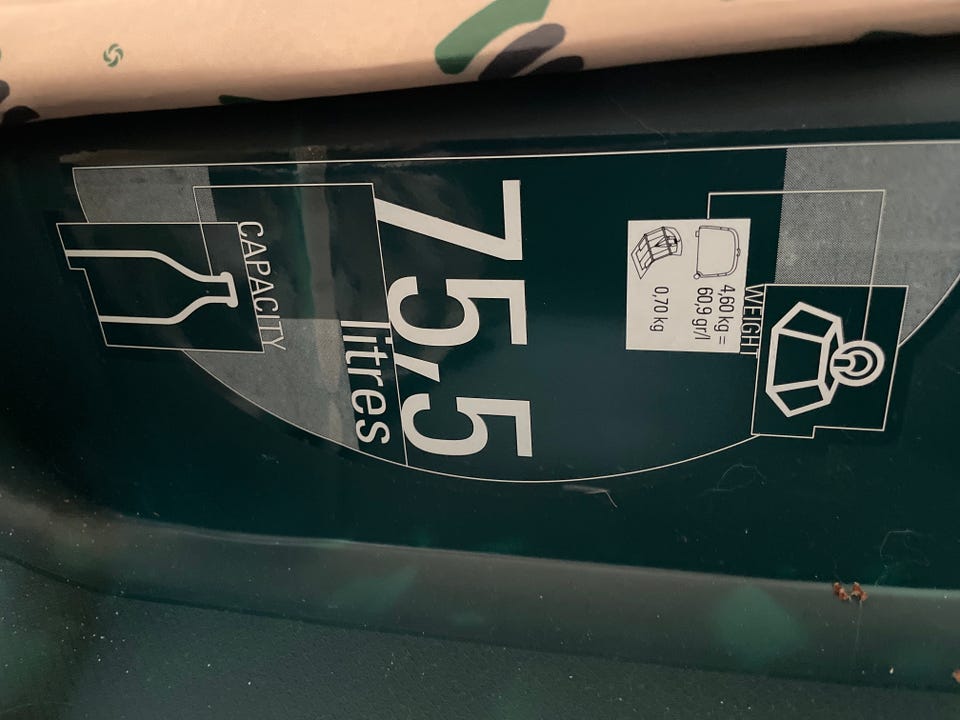 WEIGHT
4,60 kg =
60,9 gr/l
0,70 kg
75,5
litres
CAPACITY